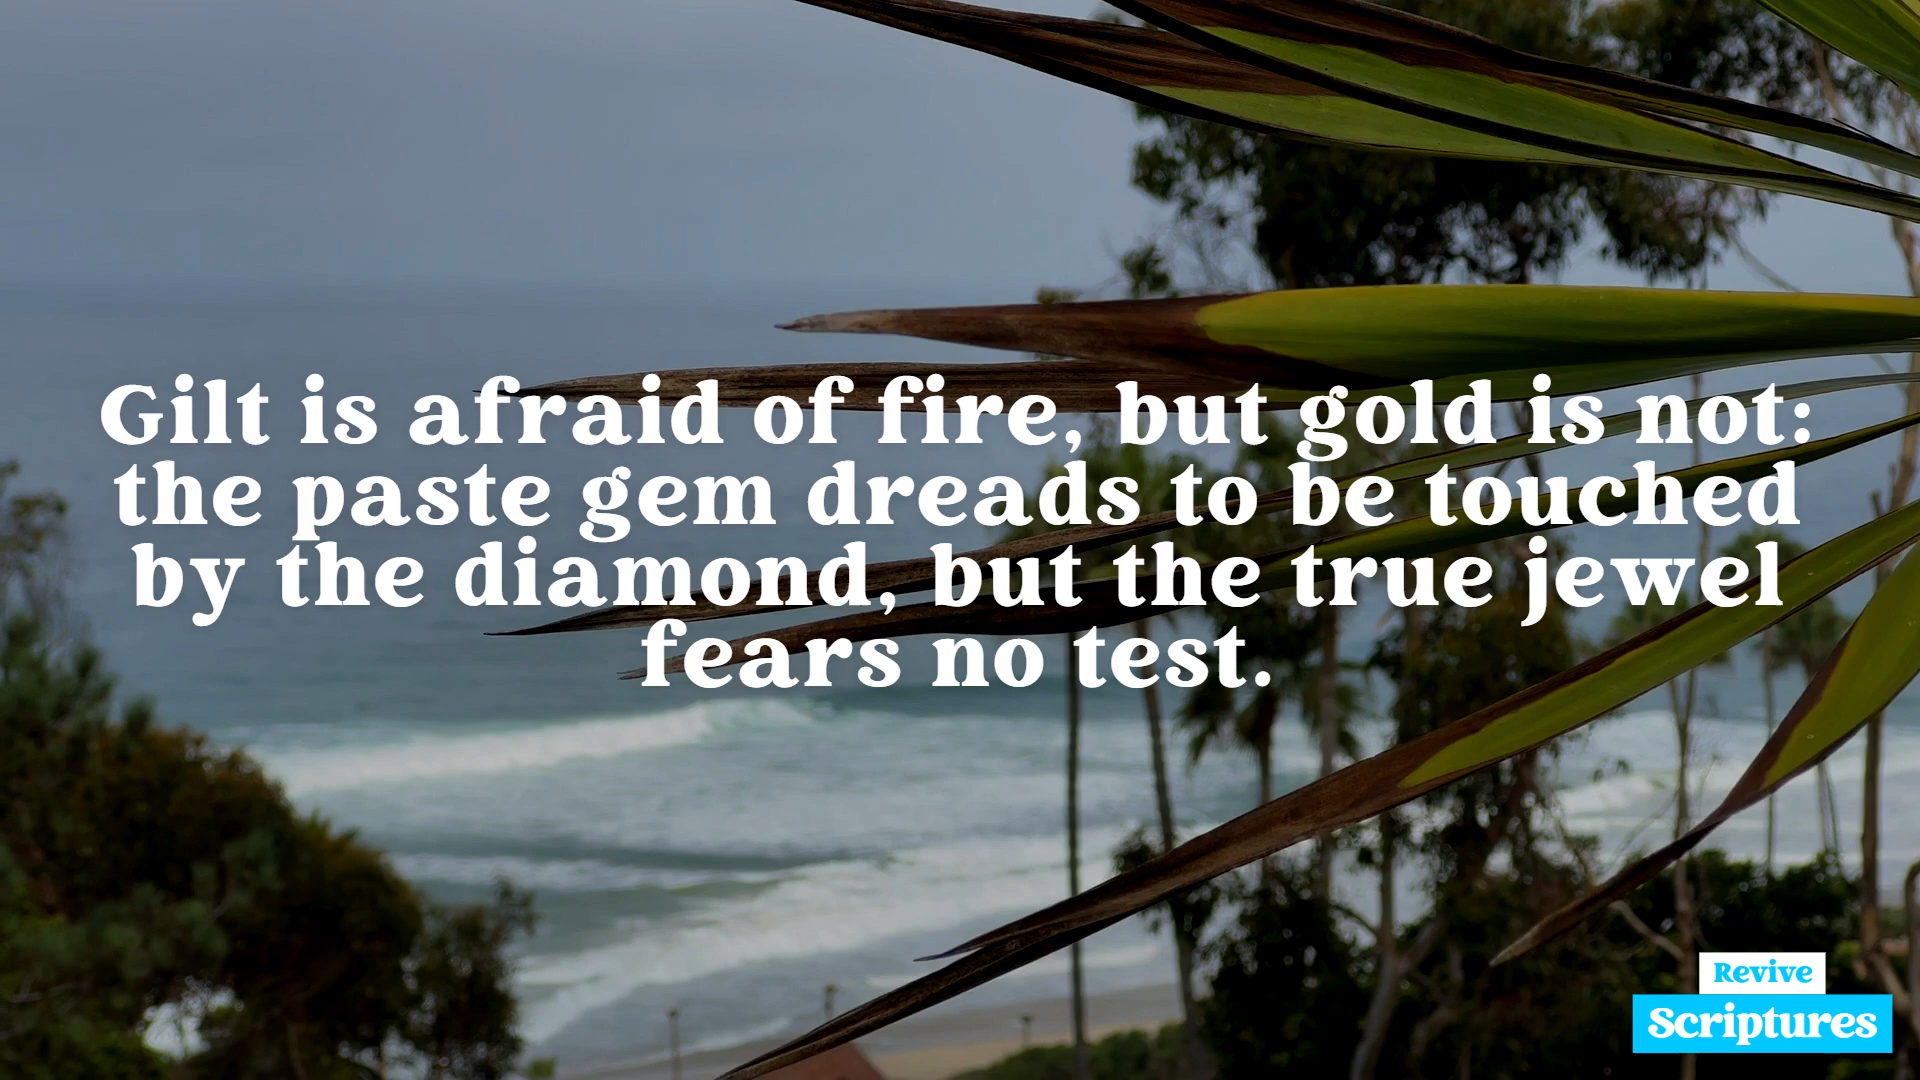 Gilt is afraid of fire, but gold is not:
the paste gem dreads to be touched
by the diamond, but the true jewel
fears no test.
Revive
Scriptures